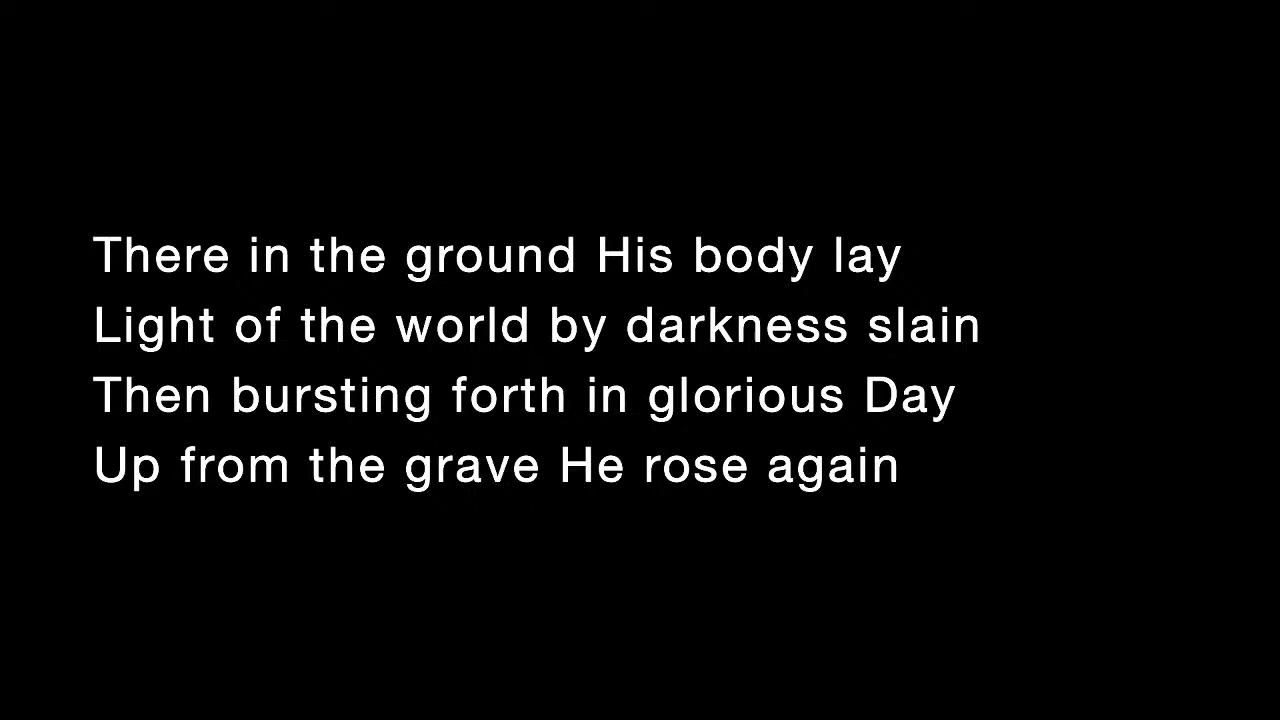 There in the ground His body lay
Light of the world by darkness slain
Then bursting forth in glorious Day
Up from the grave He rose again